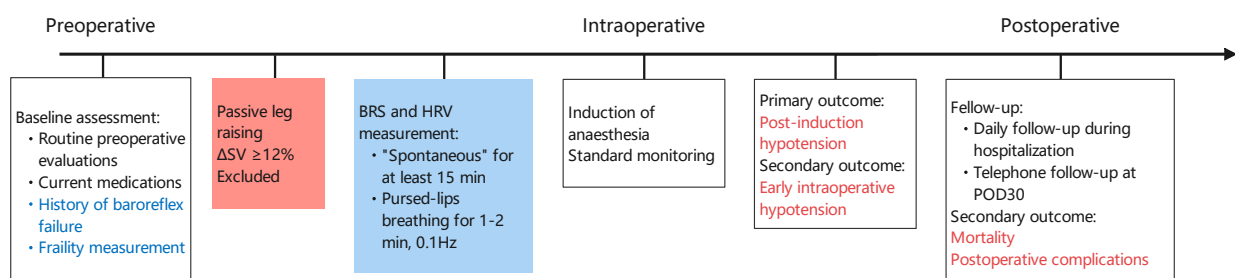 Preoperative
Intraoperative
Postoperative
Baseline assessment:
• Routine preoperative
evaluations
• Current medications
• History of baroreflex
failure
• Fraility measurement
Passive leg
raising
ΔSV ≥12%
Excluded
BRS and HRV
measurement:
• "Spontaneous" for
at least 15 min
• Pursed-lips
breathing for 1-2
min, 0.1Hz
Induction of
anaesthesia
Standard monitoring
Primary outcome:
Post-induction
hypotension
Secondary outcome:
Early intraoperative
hypotension
Fellow-up:
• Daily follow-up during
hospitalization
• Telephone follow-up at
POD30
Secondary outcome:
Mortality
Postoperative complications